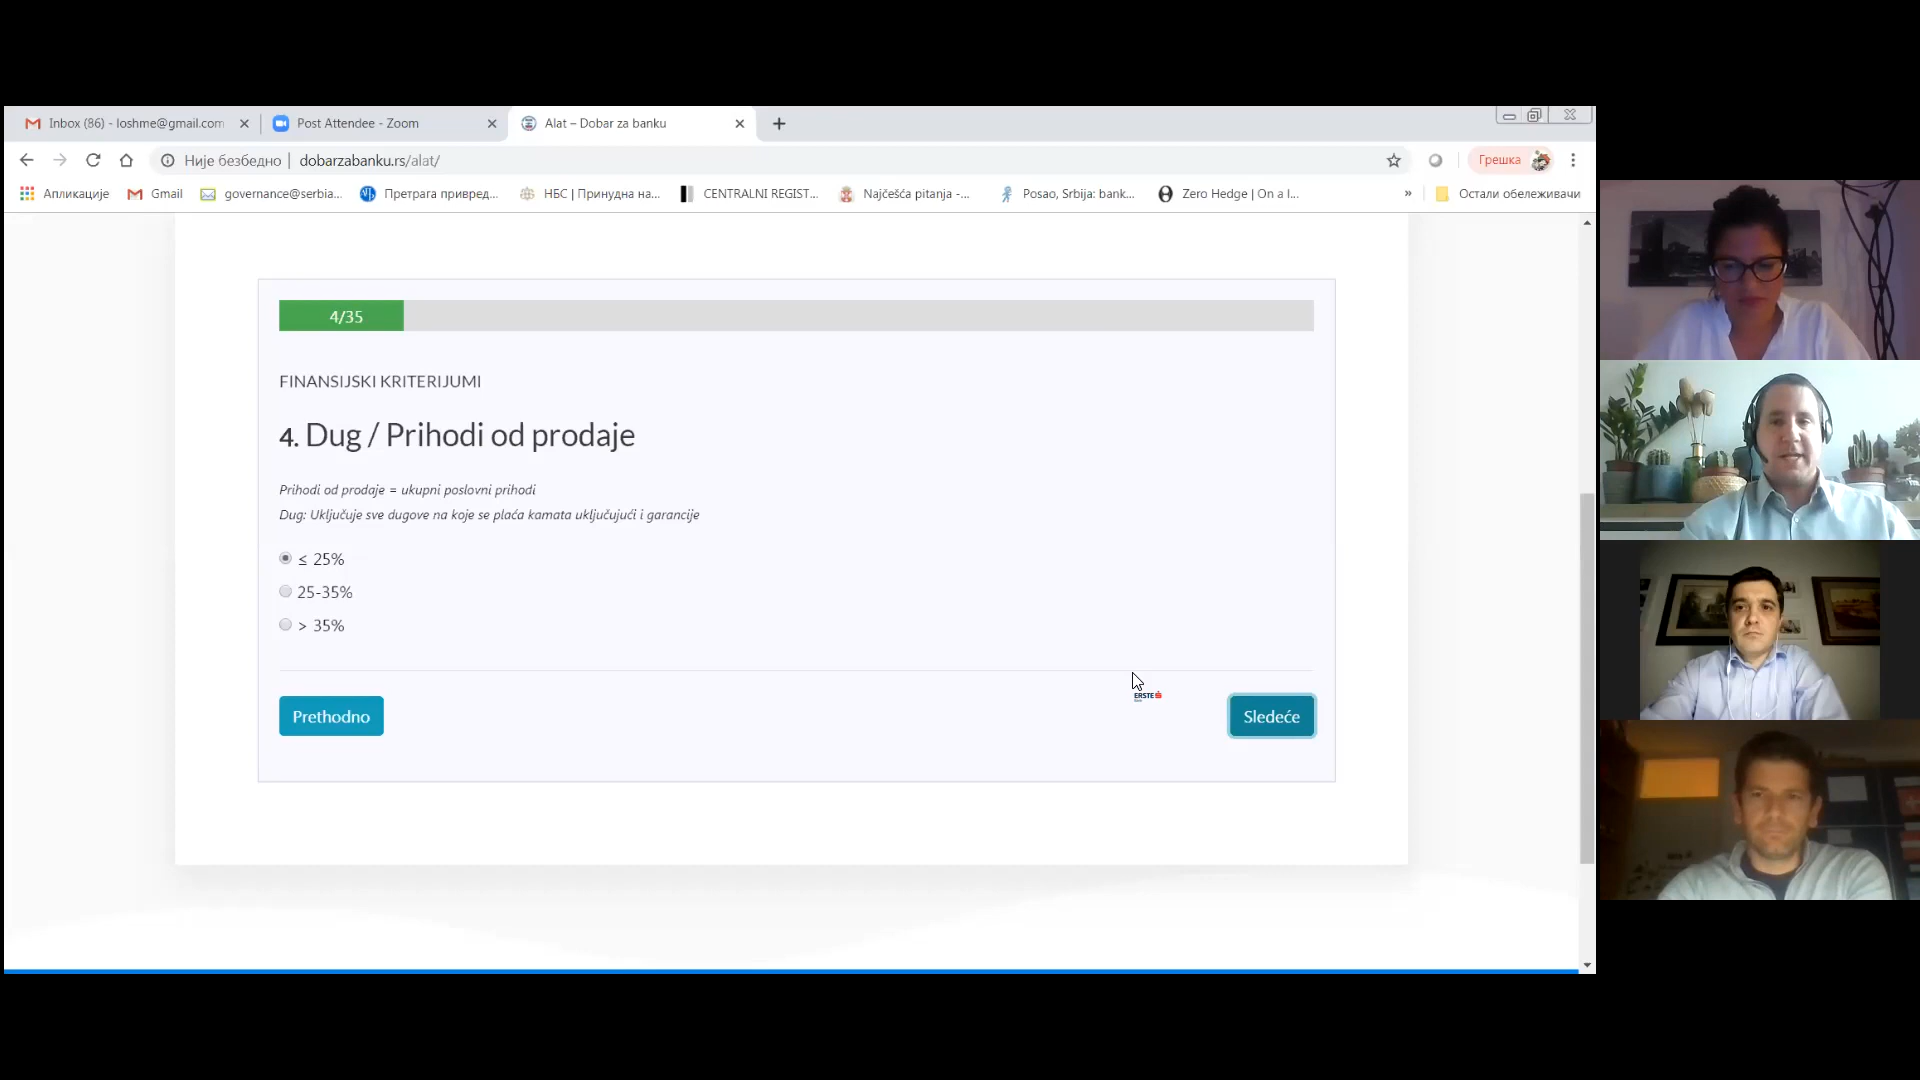 Inbox (86) - loshme@gmail.com
Post Attendee - Zoom
Alat – Dobar za banku
Није безбедно | dobarzabanku.rs/alat/
Грешка
Апликације
Gmail
governance@serbia...
Претрага привред...
НБС | Принудна на...
CENTRALNI REGIST...
Najčešća pitanja -...
Posao, Srbija: bank...
Zero Hedge | On a l...
»
Остали обележивачи
4/35
FINANSIJSKI KRITERIJUMI
4. Dug / Prihodi od prodaje
Prihodi od prodaje = ukupni poslovni prihodi
Dug: Uključuje sve dugove na koje se plaća kamata uključujući i garancije
≤ 25%
25-35%
> 35%
ERSTE
Prethodno
Sledeće